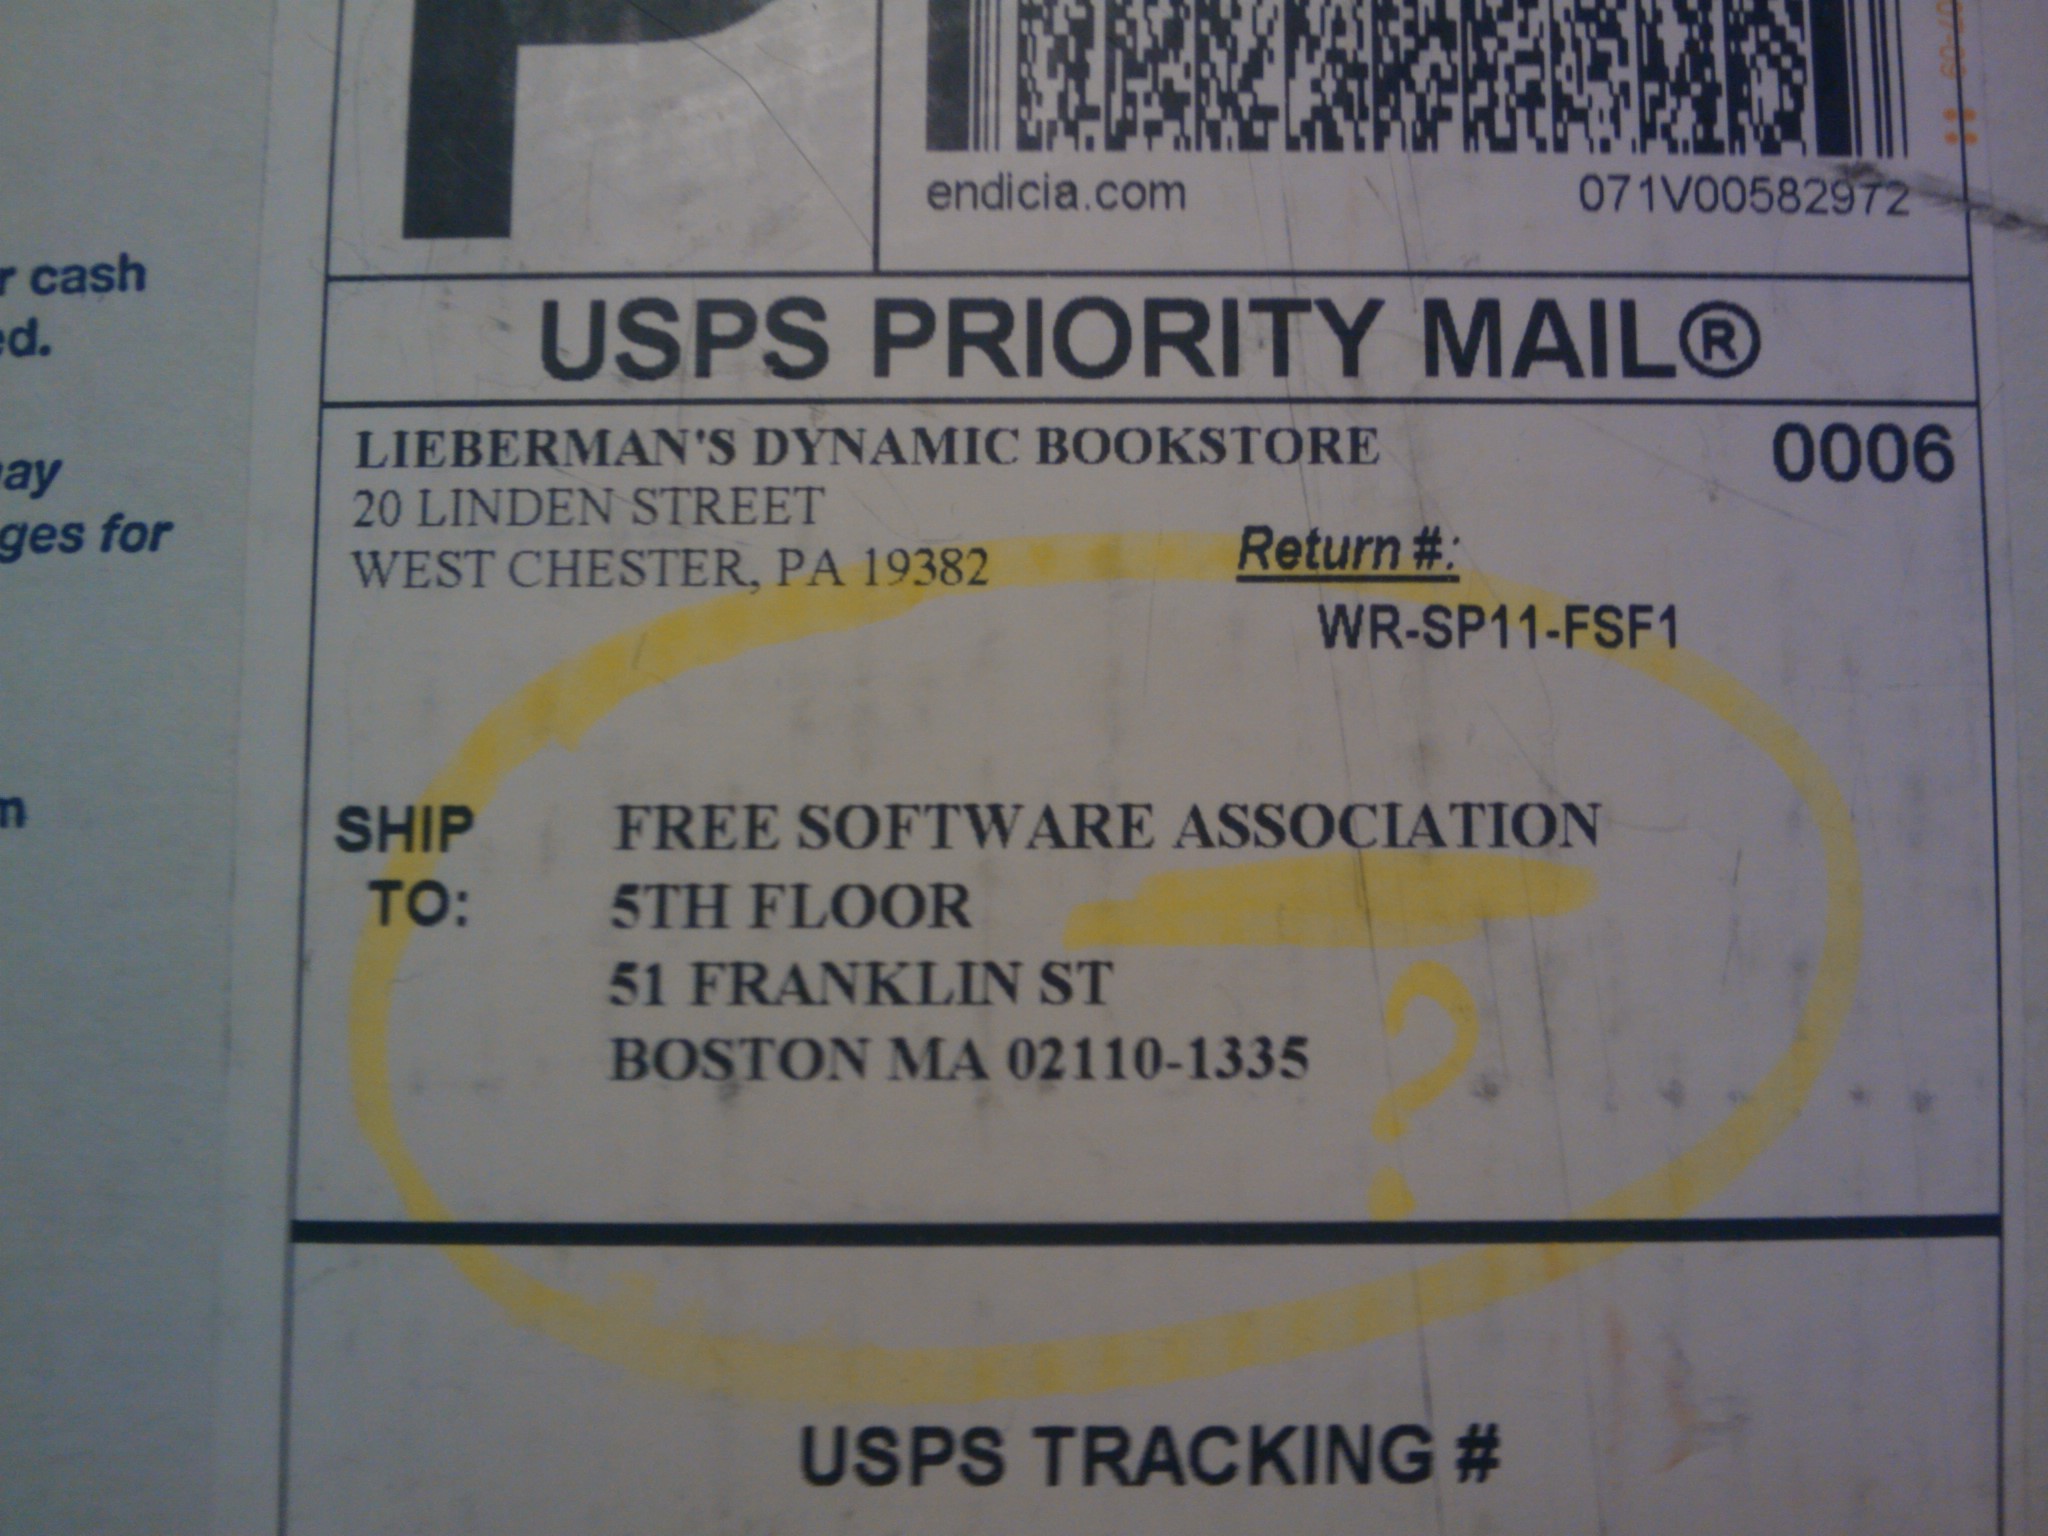 P
endicia.com 071V00582972
r cash
ed.
USPS PRIORITY MAIL®
LIEBERMAN'S DYNAMIC BOOKSTORE 0006
20 LINDEN STREET
WEST CHESTER, PA 19382
ay
ges for
Return #:
WR-SP11-FSF1
SHIP TO:
FREE SOFTWARE ASSOCIATION
5TH FLOOR
51 FRANKLIN ST
BOSTON MA 02110-1335
?
m
USPS TRACKING #